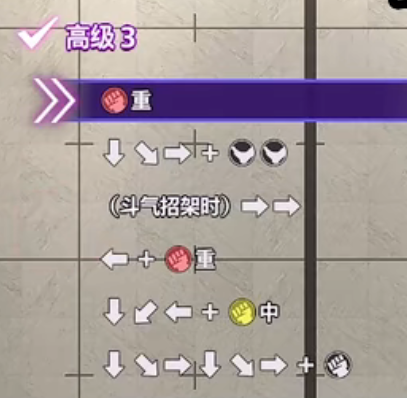 高级 3
重
+
(斗气招架时)
+ 重
+ 中
+